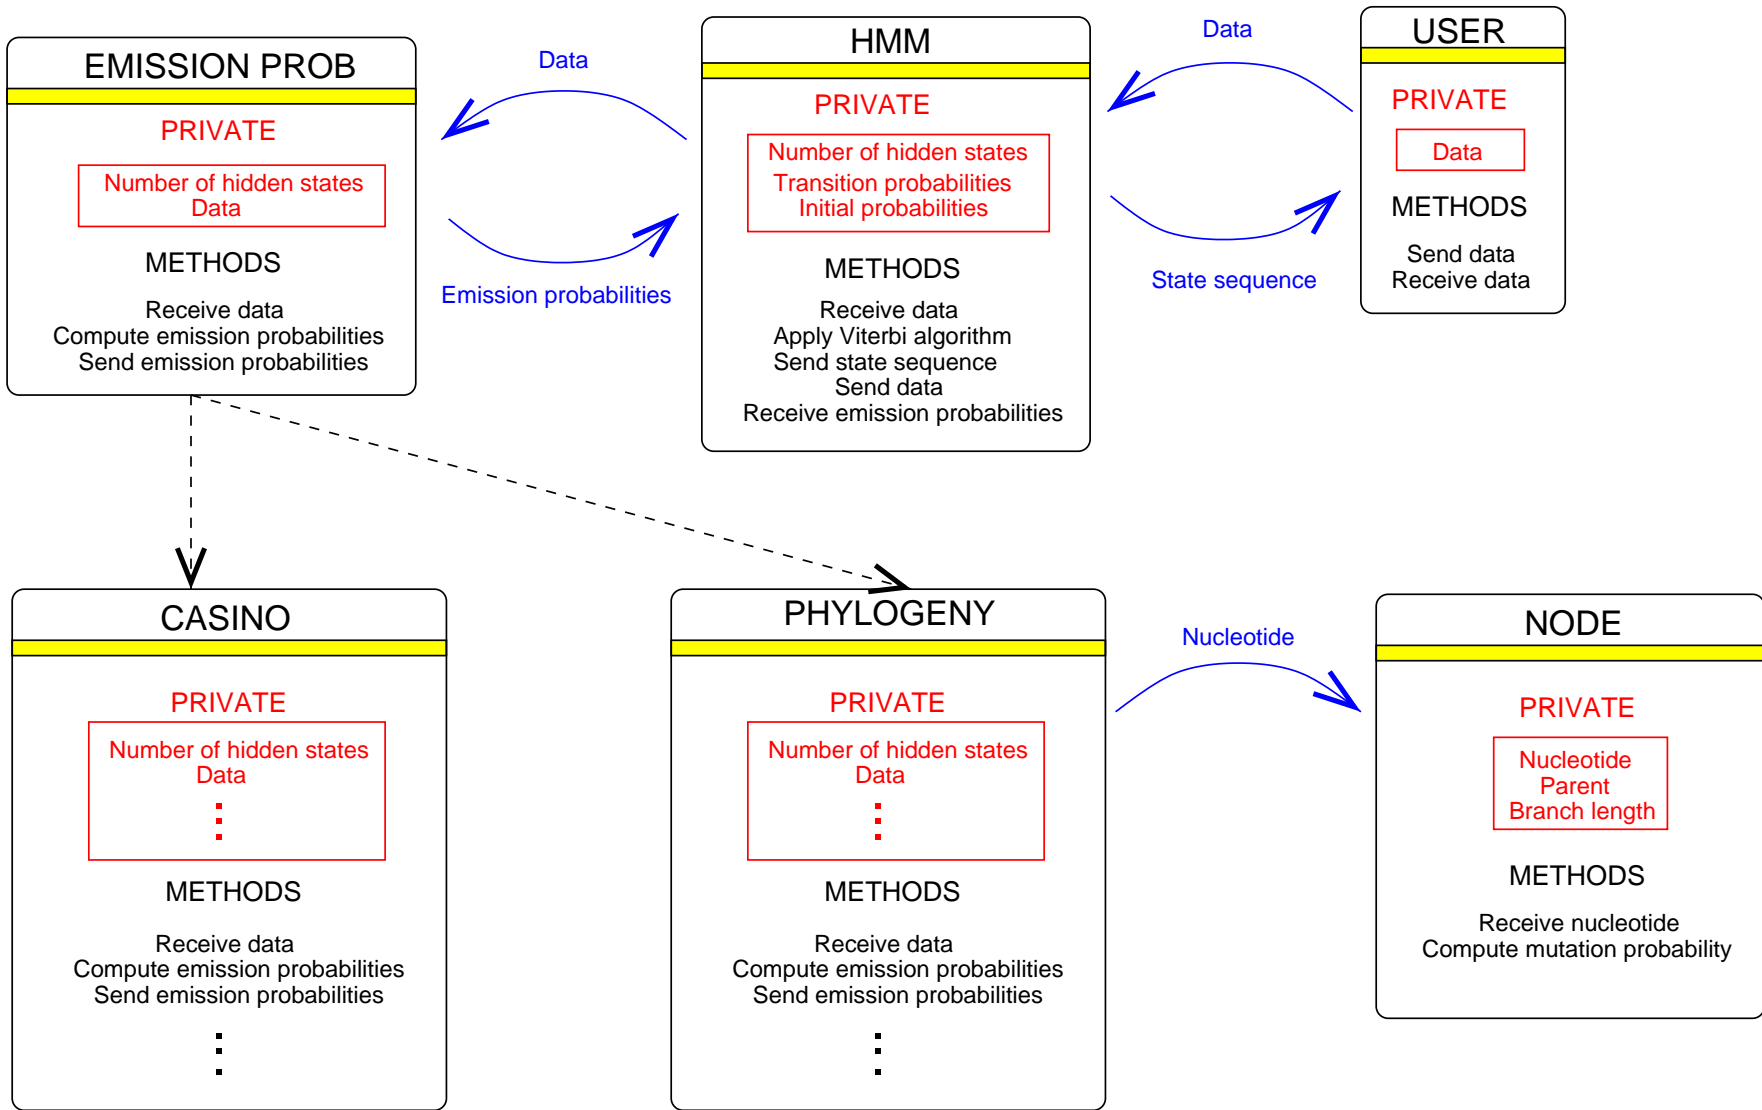 EMISSION PROB
PRIVATE
Number of hidden states
Data
METHODS
Receive data
Compute emission probabilities
Send emission probabilities
Data
Emission probabilities
HMM
PRIVATE
Number of hidden states
Transition probabilities
Initial probabilities
METHODS
Receive data
Apply Viterbi algorithm
Send state sequence
Send data
Receive emission probabilities
Data
State sequence
USER
PRIVATE
Data
METHODS
Send data
Receive data
CASINO
PRIVATE
Number of hidden states
Data
METHODS
Receive data
Compute emission probabilities
Send emission probabilities
PHYLOGENY
PRIVATE
Number of hidden states
Data
METHODS
Receive data
Compute emission probabilities
Send emission probabilities
Nucleotide
NODE
PRIVATE
Nucleotide
Parent
Branch length
METHODS
Receive nucleotide
Compute mutation probability